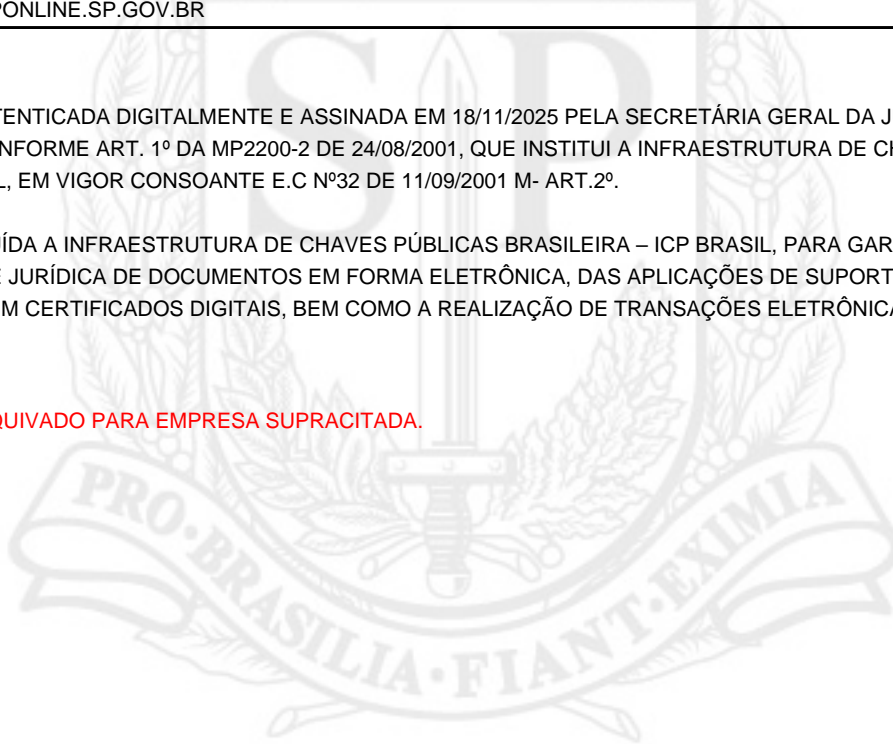 PONLINE.SP.GOV.BR
TENTICADA DIGITALMENTE E ASSINADA EM 18/11/2025 PELA SECRETÁRIA GERAL DA J
NFORME ART. 1º DA MP2200-2 DE 24/08/2001, QUE INSTITUI A INFRAESTRUTURA DE CH
L, EM VIGOR CONSOANTE E.C Nº32 DE 11/09/2001 M- ART.2º.
ÍDA A INFRAESTRUTURA DE CHAVES PÚBLICAS BRASILEIRA – ICP BRASIL, PARA GAR
E JURÍDICA DE DOCUMENTOS EM FORMA ELETRÔNICA, DAS APLICAÇÕES DE SUPORT
M CERTIFICADOS DIGITAIS, BEM COMO A REALIZAÇÃO DE TRANSAÇÕES ELETRÔNICA
QUIVADO PARA EMPRESA SUPRACITADA.
SP
PRO·BRASILIA·FIANT·EXIMIA